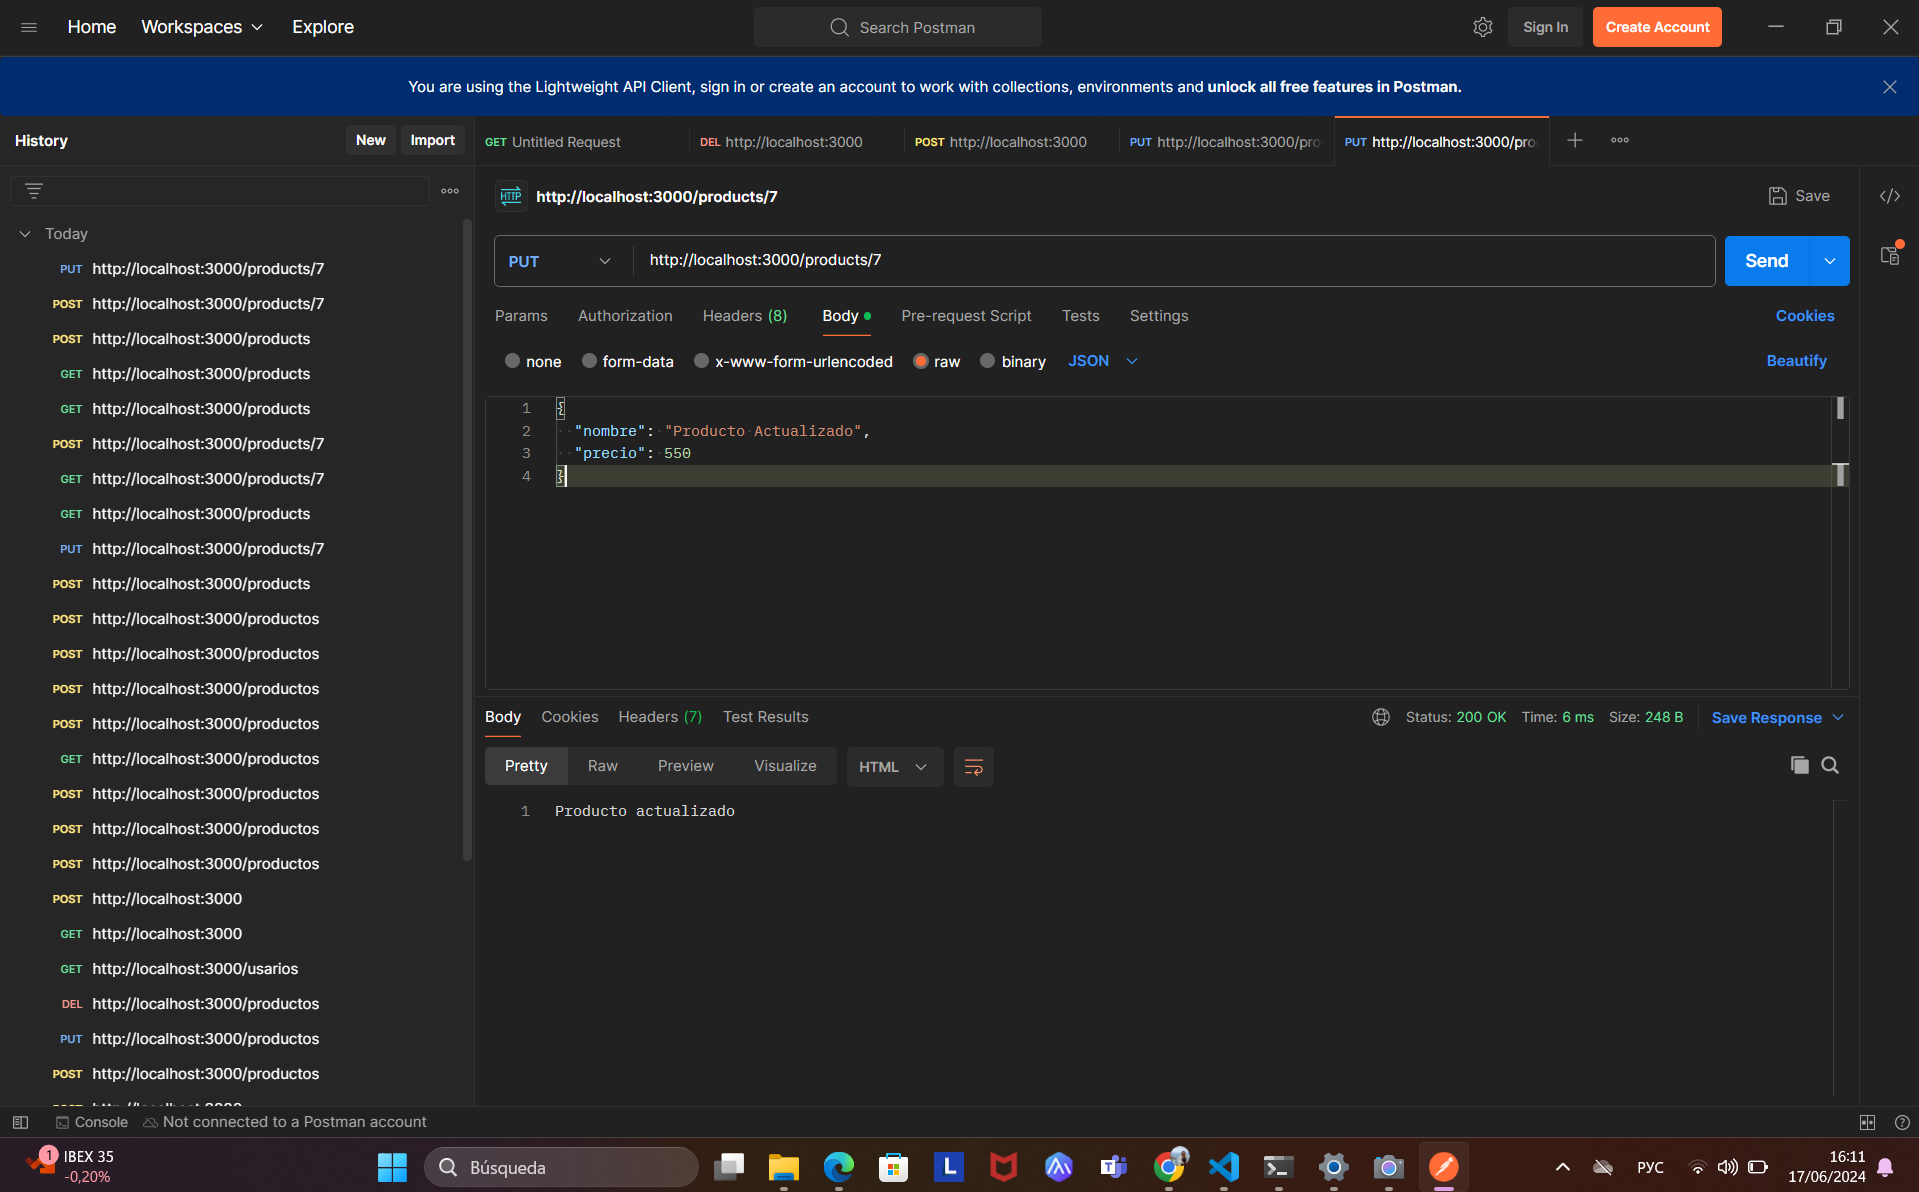 Home Workspaces Explore Search Postman Sign In Create Account
You are using the Lightweight API Client, sign in or create an account to work with collections, environments and unlock all free features in Postman.
History New Import
GET Untitled Request DEL http://localhost:3000 POST http://localhost:3000 PUT http://localhost:3000/pro PUT http://localhost:3000/pro
HTTP http://localhost:3000/products/7 Save
Today
PUT http://localhost:3000/products/7
POST http://localhost:3000/products/7
POST http://localhost:3000/products
GET http://localhost:3000/products
GET http://localhost:3000/products
POST http://localhost:3000/products/7
GET http://localhost:3000/products/7
GET http://localhost:3000/products
PUT http://localhost:3000/products/7
POST http://localhost:3000/products
POST http://localhost:3000/productos
POST http://localhost:3000/productos
POST http://localhost:3000/productos
POST http://localhost:3000/productos
GET http://localhost:3000/productos
POST http://localhost:3000/productos
POST http://localhost:3000/productos
POST http://localhost:3000/productos
POST http://localhost:3000
GET http://localhost:3000
GET http://localhost:3000/usarios
DEL http://localhost:3000/productos
PUT http://localhost:3000/productos
POST http://localhost:3000/productos
PUT http://localhost:3000/products/7 Send
Params Authorization Headers (8) Body Pre-request Script Tests Settings Cookies
none form-data x-www-form-urlencoded raw binary JSON Beautify
1 {
2 "nombre": "Producto Actualizado",
3 "precio": 550
4 }
Body Cookies Headers (7) Test Results Status: 200 OK Time: 6 ms Size: 248 B Save Response
Pretty Raw Preview Visualize HTML
1 Producto actualizado
Console Not connected to a Postman account
1 IBEX 35
-0,20%
Búsqueda
L
T
РУС
16:11
17/06/2024